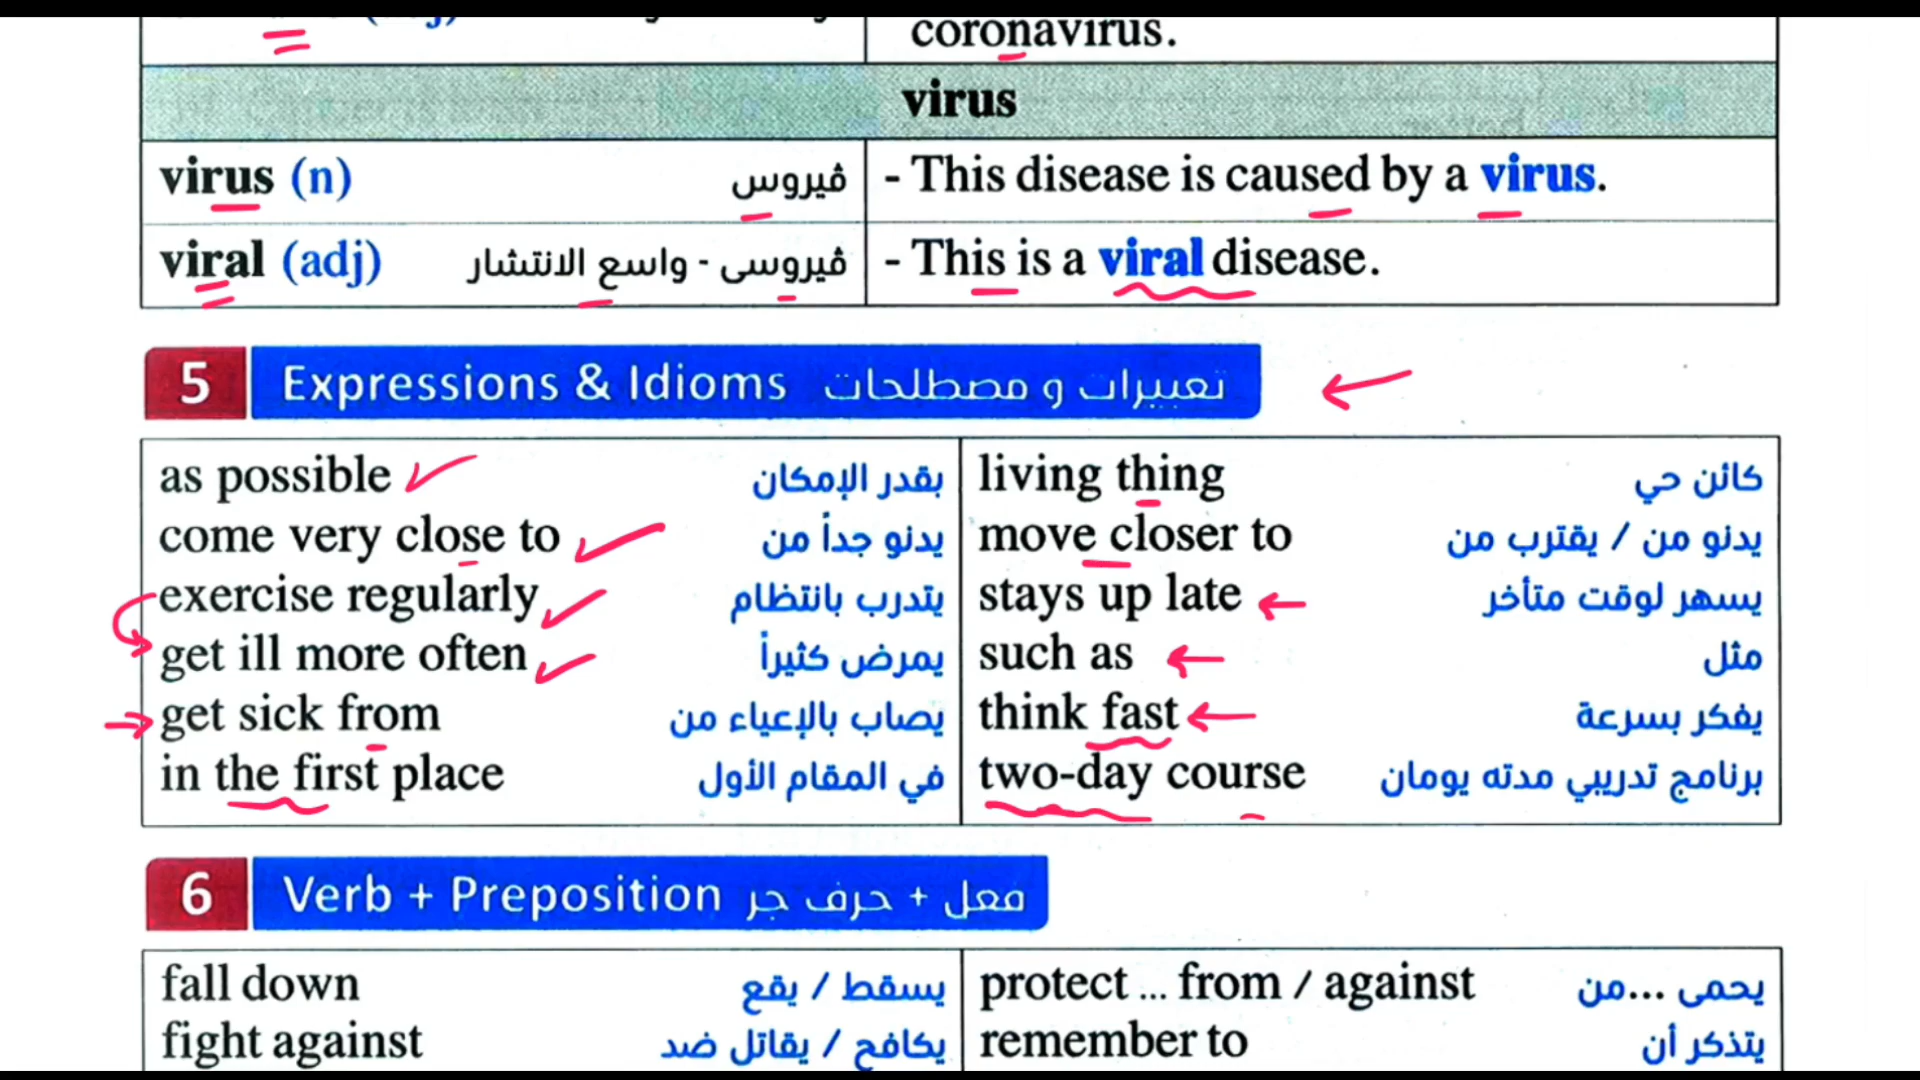 coronavirus.
virus
virus (n) ڤيروس - This disease is caused by a virus.
viral (adj) ڤيروسى - واسع الانتشار - This is a viral disease.
5 Expressions & Idioms تعبيرات و مصطلحات
as possible بقدر الإمكان living thing كائن حي
come very close to يدنو جداً من move closer to يدنو من / يقترب من
exercise regularly يتدرب بانتظام stays up late يسهر لوقت متأخر
get ill more often يمرض كثيراً such as مثل
get sick from يصاب بالإعياء من think fast يفكر بسرعة
in the first place في المقام الأول two-day course برنامج تدريبي مدته يومان
6 Verb + Preposition فعل + حرف جر
fall down يسقط / يقع protect ... from / against يحمى ...من
fight against يكافح / يقاتل ضد remember to يتذكر أن